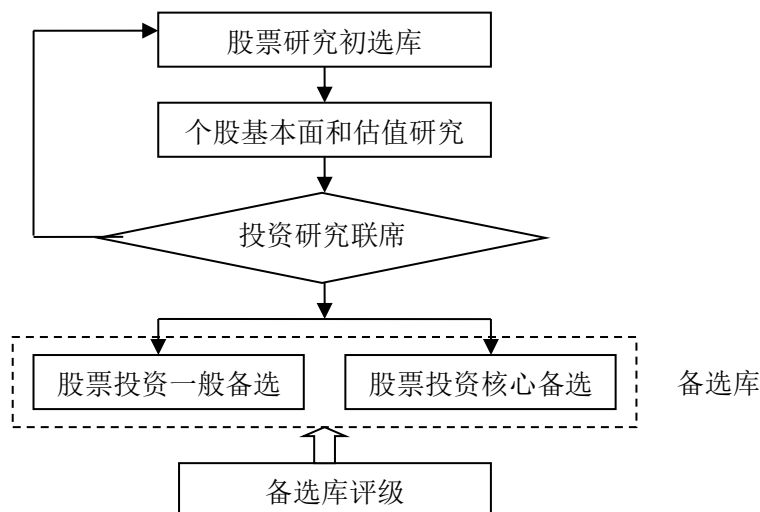 股票研究初选库
个股基本面和估值研究
投资研究联席
股票投资一般备选
股票投资核心备选
备选库
备选库评级